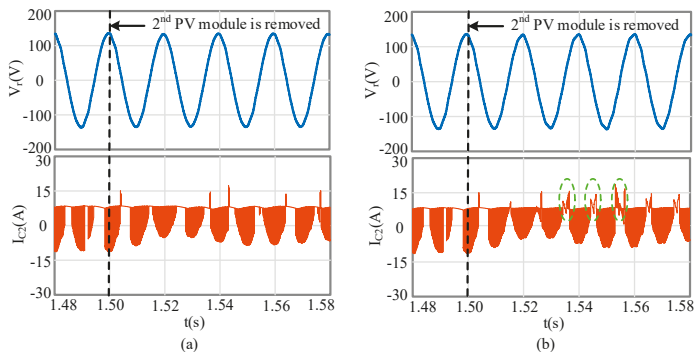 2nd PV module is removed
200
100
0
-100
-200
Vr(V)
30
15
0
-15
-30
IC2(A)
1.48 1.50 1.52 1.54 1.56 1.58
t(s)
(a)
2nd PV module is removed
200
100
0
-100
-200
Vr(V)
30
15
0
-15
-30
IC2(A)
1.48 1.50 1.52 1.54 1.56 1.58
t(s)
(b)